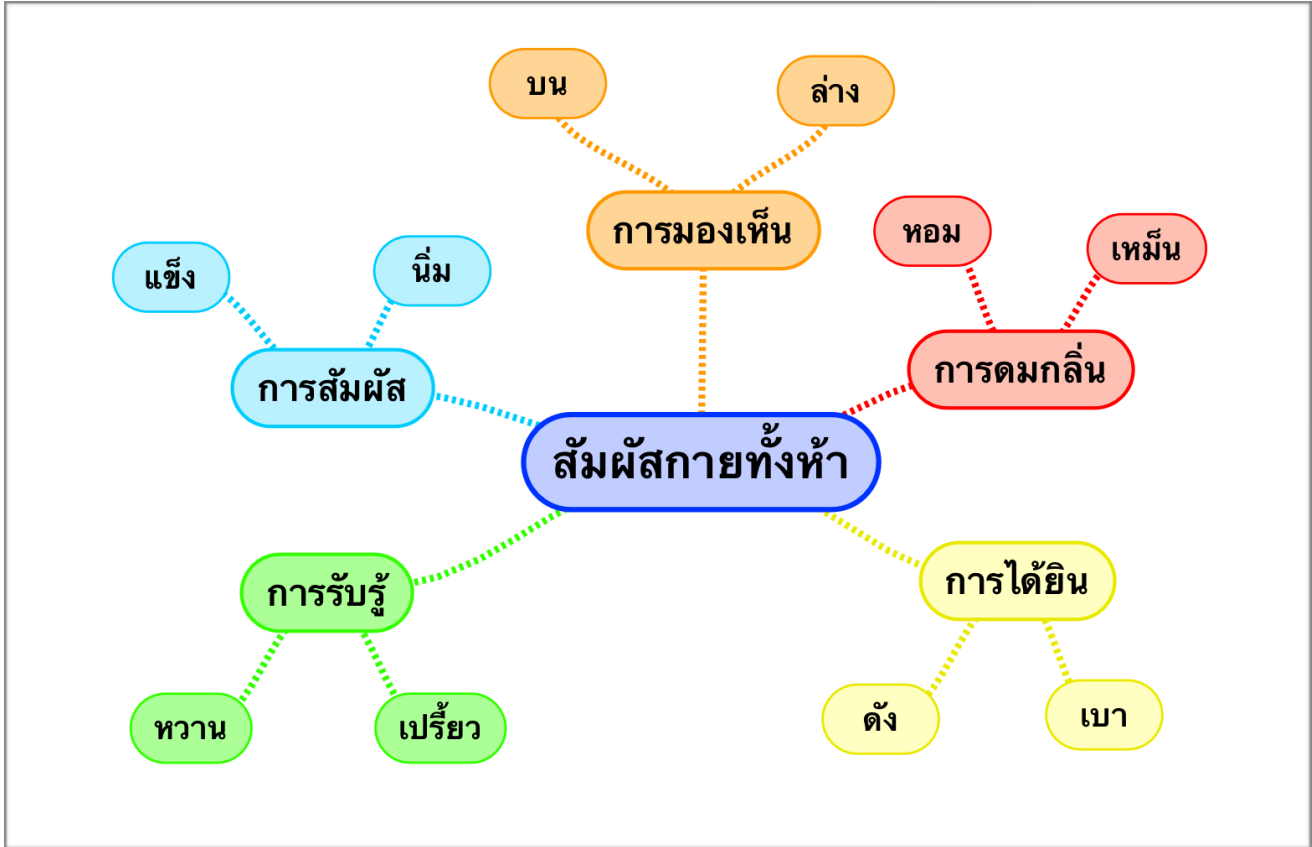 บน
ล่าง
การมองเห็น
หอม
เหม็น
แข็ง
นิ่ม
การสัมผัส
การดมกลิ่น
สัมผัสกายทั้งห้า
การรับรู้
การได้ยิน
หวาน
เปรี้ยว
ดัง
เบา